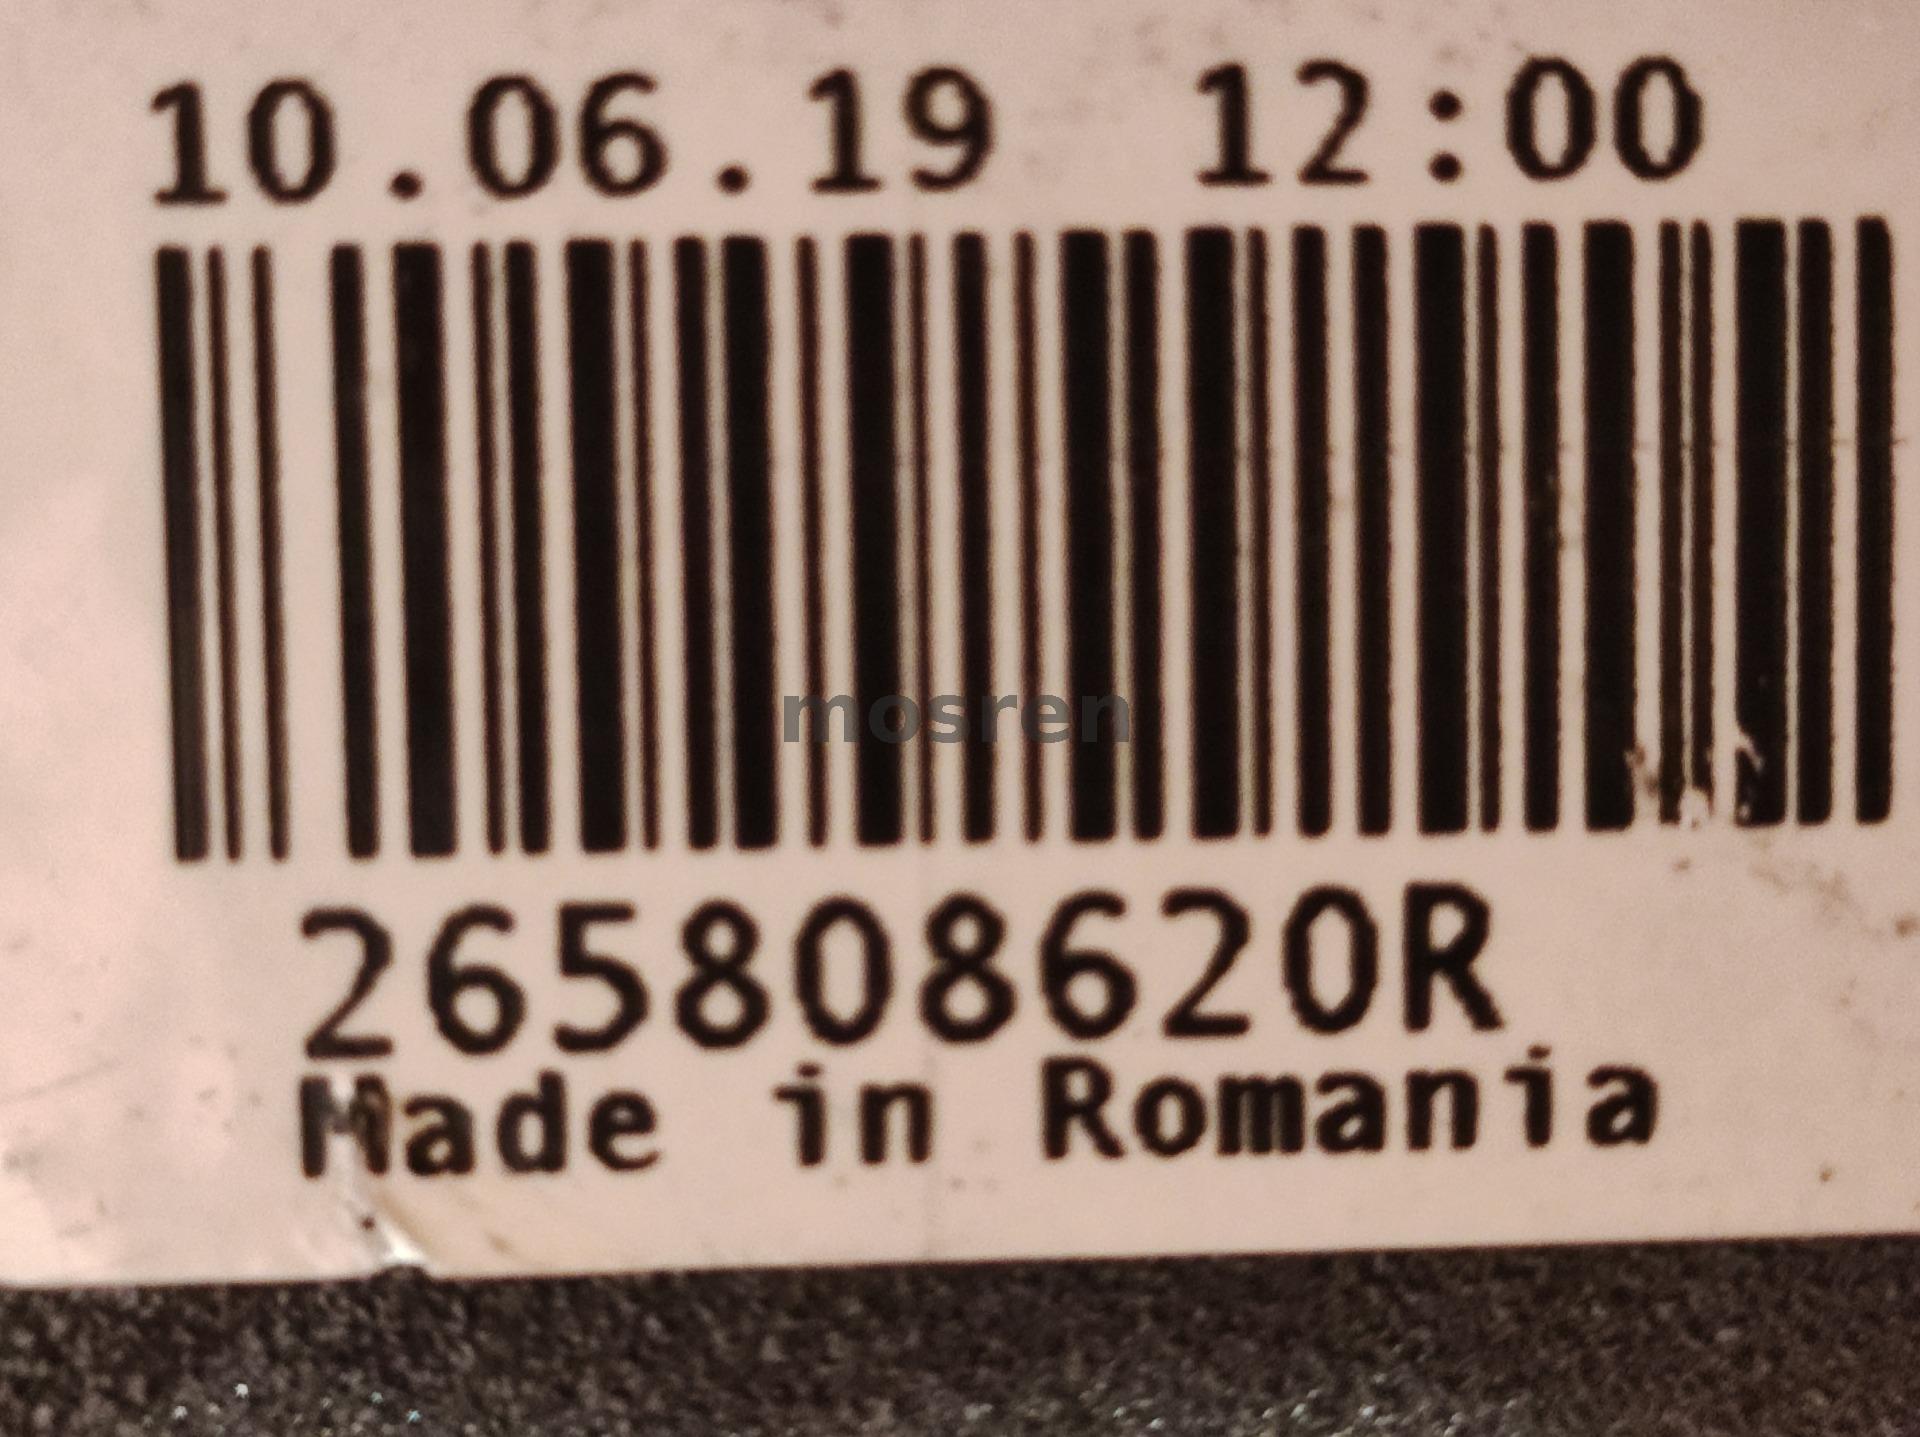 10.06.19 12:00
mosren
265808620R
Made in Romania